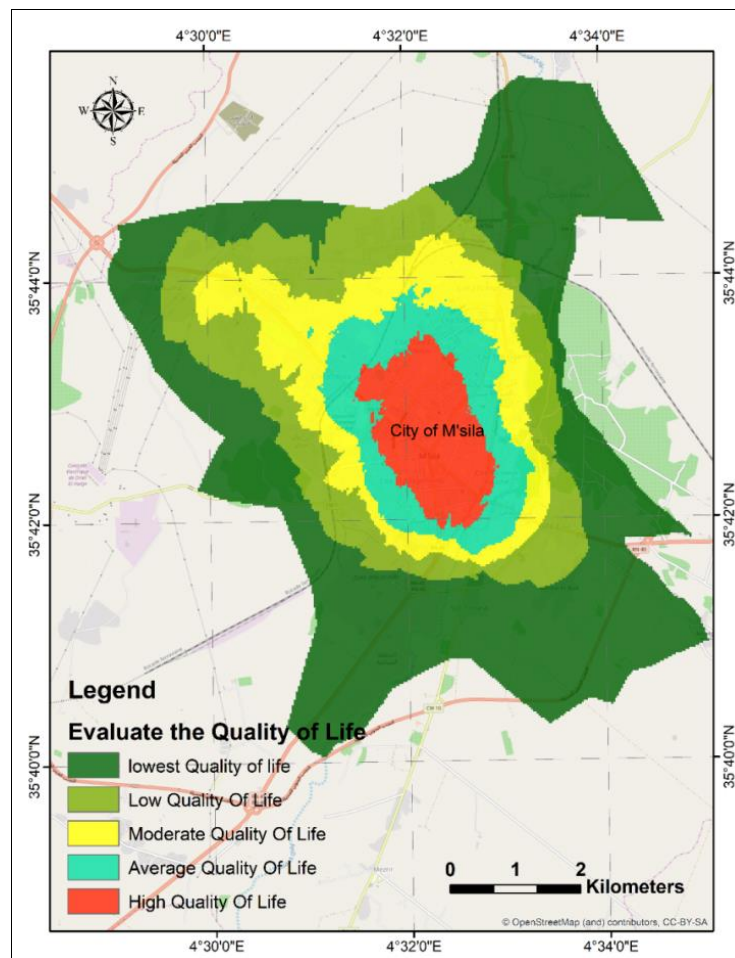 4°30'0"E 4°32'0"E 4°34'0"E
N
W E
S
35°44'0"N 35°44'0"N
City of M'sila
35°42'0"N 35°42'0"N
Legend
Evaluate the Quality of Life
lowest Quality of life
Low Quality Of Life
Moderate Quality Of Life
Average Quality Of Life
High Quality Of Life
35°40'0"N 35°40'0"N
0 1 2
Kilometers
© OpenStreetMap (and) contributors, CC-BY-SA
4°30'0"E 4°32'0"E 4°34'0"E